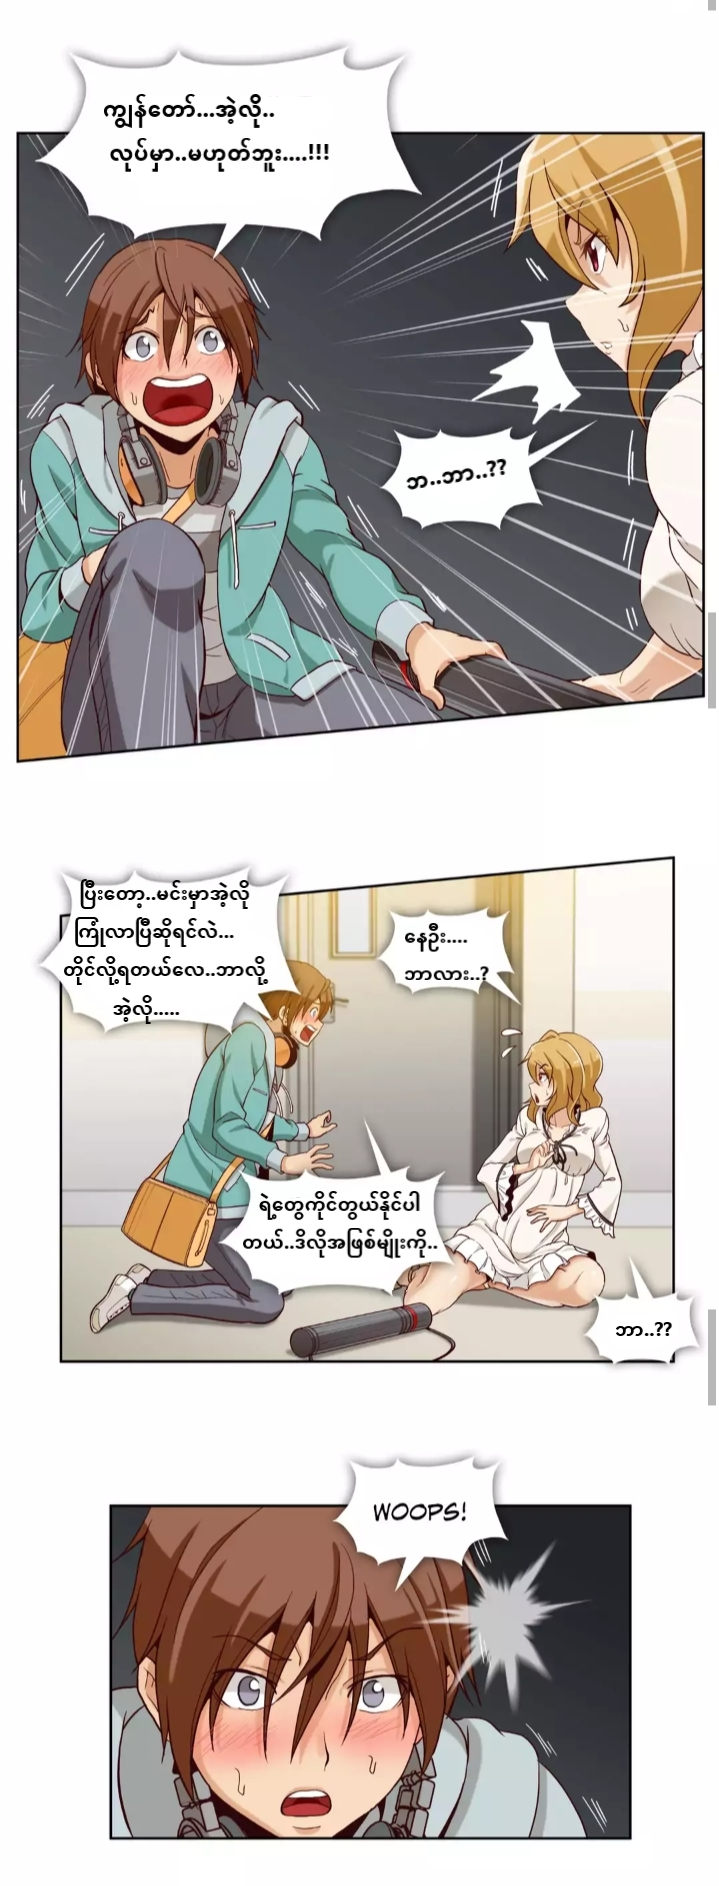 ကျွန်တော်...အဲ့လို..
လုပ်မှာ..မဟုတ်ဘူး....!!!
ဘ..ဘာ..??
ပြီးတော့..မင်းမှာအဲ့လို
ကြုံလာပြီဆိုရင်လဲ...
တိုင်လို့ရတယ်လေ..ဘာလို့
အဲ့လို.....
နေဦး....
ဘာလား..?
ရဲတွေကိုင်တွယ်နိုင်ပါ
တယ်..ဒီလိုအဖြစ်မျိုးကို..
ဘာ..??
WOOPS!